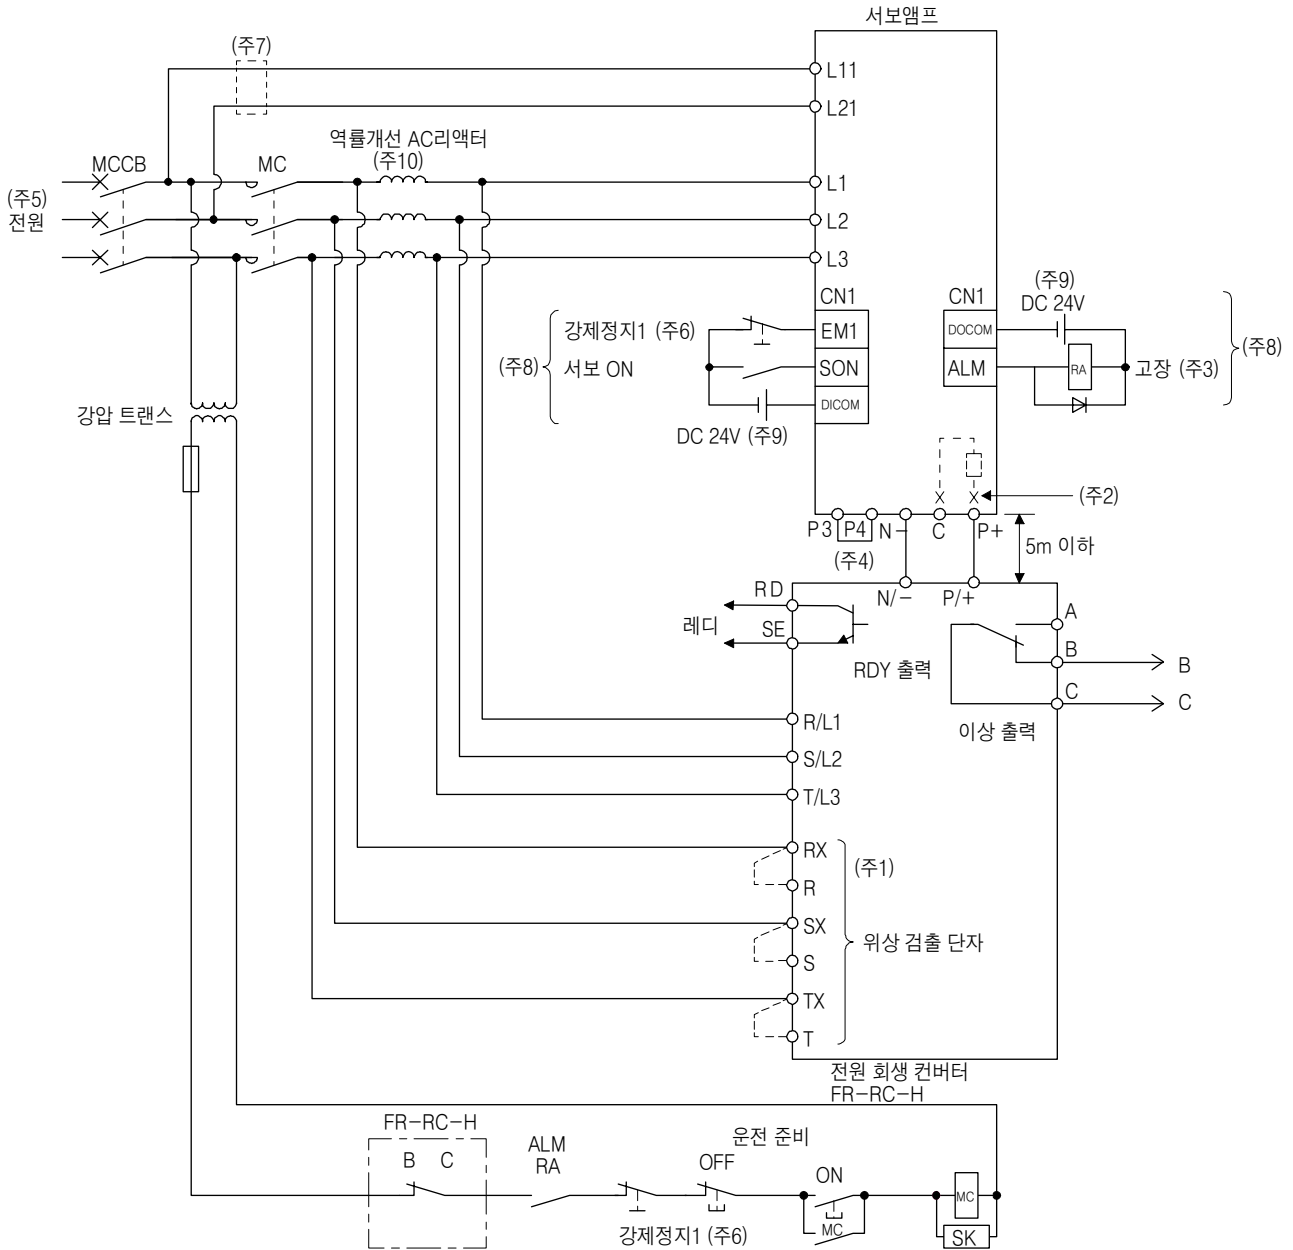 서보앰프
(주7)
L11
L21
역률개선 AC리액터
(주10)
MCCB
MC
(주5)
전원
L1
L2
L3
CN1
CN1
(주9)
DC 24V
강제정지1 (주6)
EM1
DOCOM
(주8)
서보 ON
SON
ALM
RA
고장 (주3)
(주8)
DICOM
DC 24V (주9)
강압 트랜스
(주2)
P3
P4
N-
C
P+
(주4)
5m 이하
N/-
P/+
RD
레디
SE
RDY 출력
A
B
B
C
C
이상 출력
R/L1
S/L2
T/L3
RX
(주1)
R
SX
위상 검출 단자
S
TX
T
전원 회생 컨버터
FR-RC-H
FR-RC-H
B C
ALM
RA
운전 준비
OFF
ON
MC
MC
SK
강제정지1 (주6)